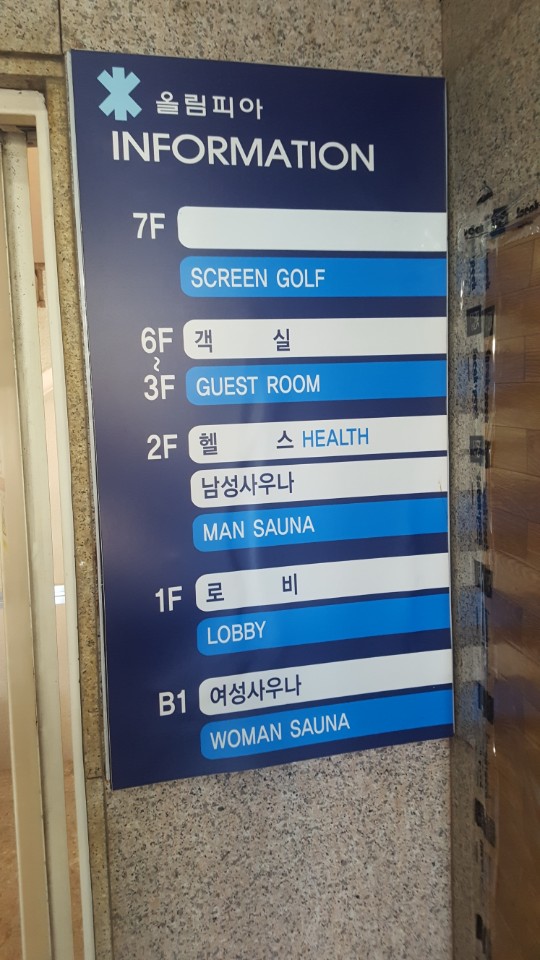 올림피아
INFORMATION
7F
SCREEN GOLF
6F 객 실
~
3F GUEST ROOM
2F 헬 스 HEALTH
남성사우나
MAN SAUNA
1F 로 비
LOBBY
B1 여성사우나
WOMAN SAUNA